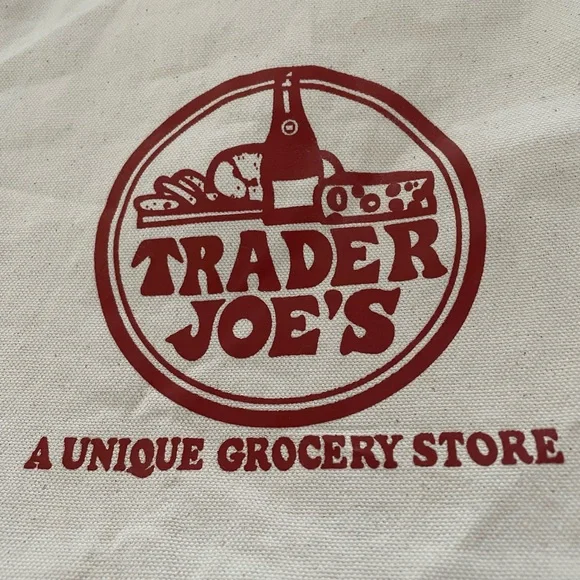 TRADER
JOE'S
A UNIQUE GROCERY STORE